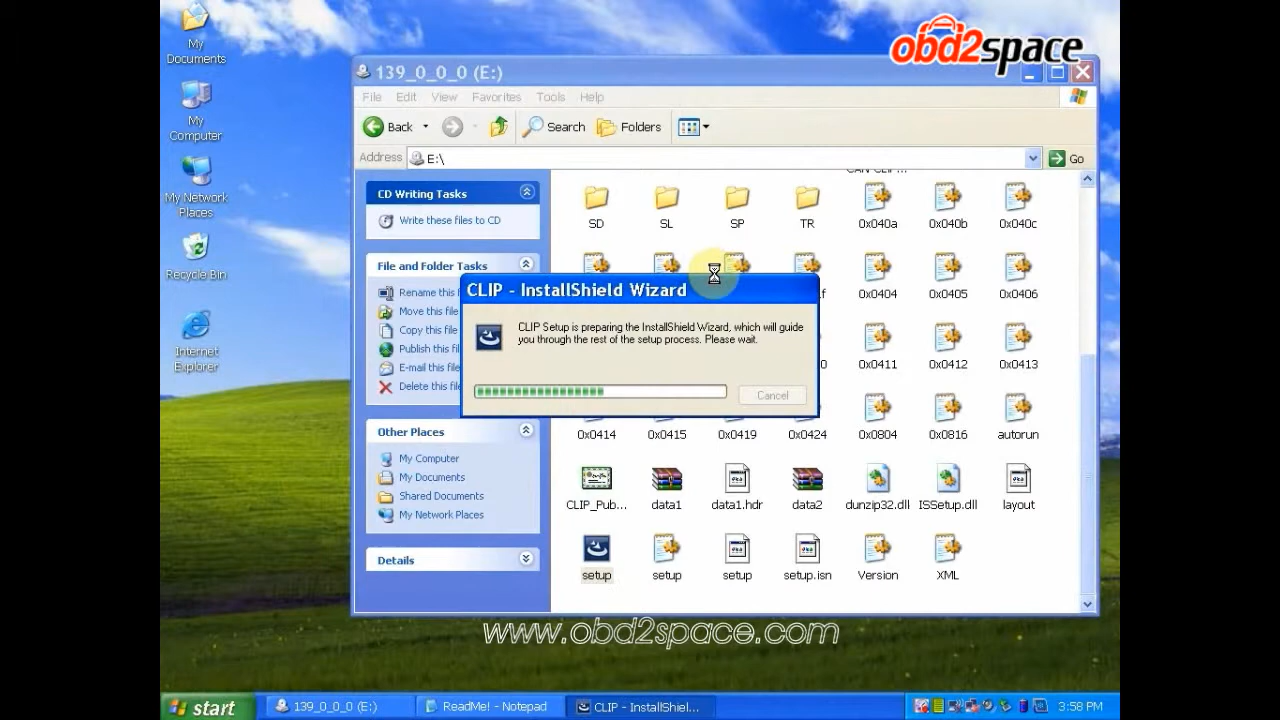 My
Documents
My
Computer
My Network
Places
Recycle Bin
Internet
Explorer
obd2space
139_0_0_0 (E:)
File Edit View Favorites Tools Help
Back Search Folders
Address E:\ Go
CD Writing Tasks
Write these files to CD
File and Folder Tasks
Rename this
Move this file
Copy this file
Publish this fil
E-mail this file
Delete this file
Other Places
My Computer
My Documents
Shared Documents
My Network Places
Details
SD SL SP TR 0x040a 0x040b 0x040c
0x0404 0x0405 0x0406
0x0411 0x0412 0x0413
0x0414 0x0415 0x0419 0x0424 0x0804 0x0816 autorun
CLIP_Pub... data1 data1.hdr data2 dunzip32.dll ISSetup.dll layout
setup setup setup setup.isn Version XML
CLIP - InstallShield Wizard
CLIP Setup is preparing the InstallShield Wizard, which will guide
you through the rest of the setup process. Please wait.
Cancel
www.obd2space.com
start 139_0_0_0 (E:) ReadMe! - Notepad CLIP - InstallShiel... 3:58 PM